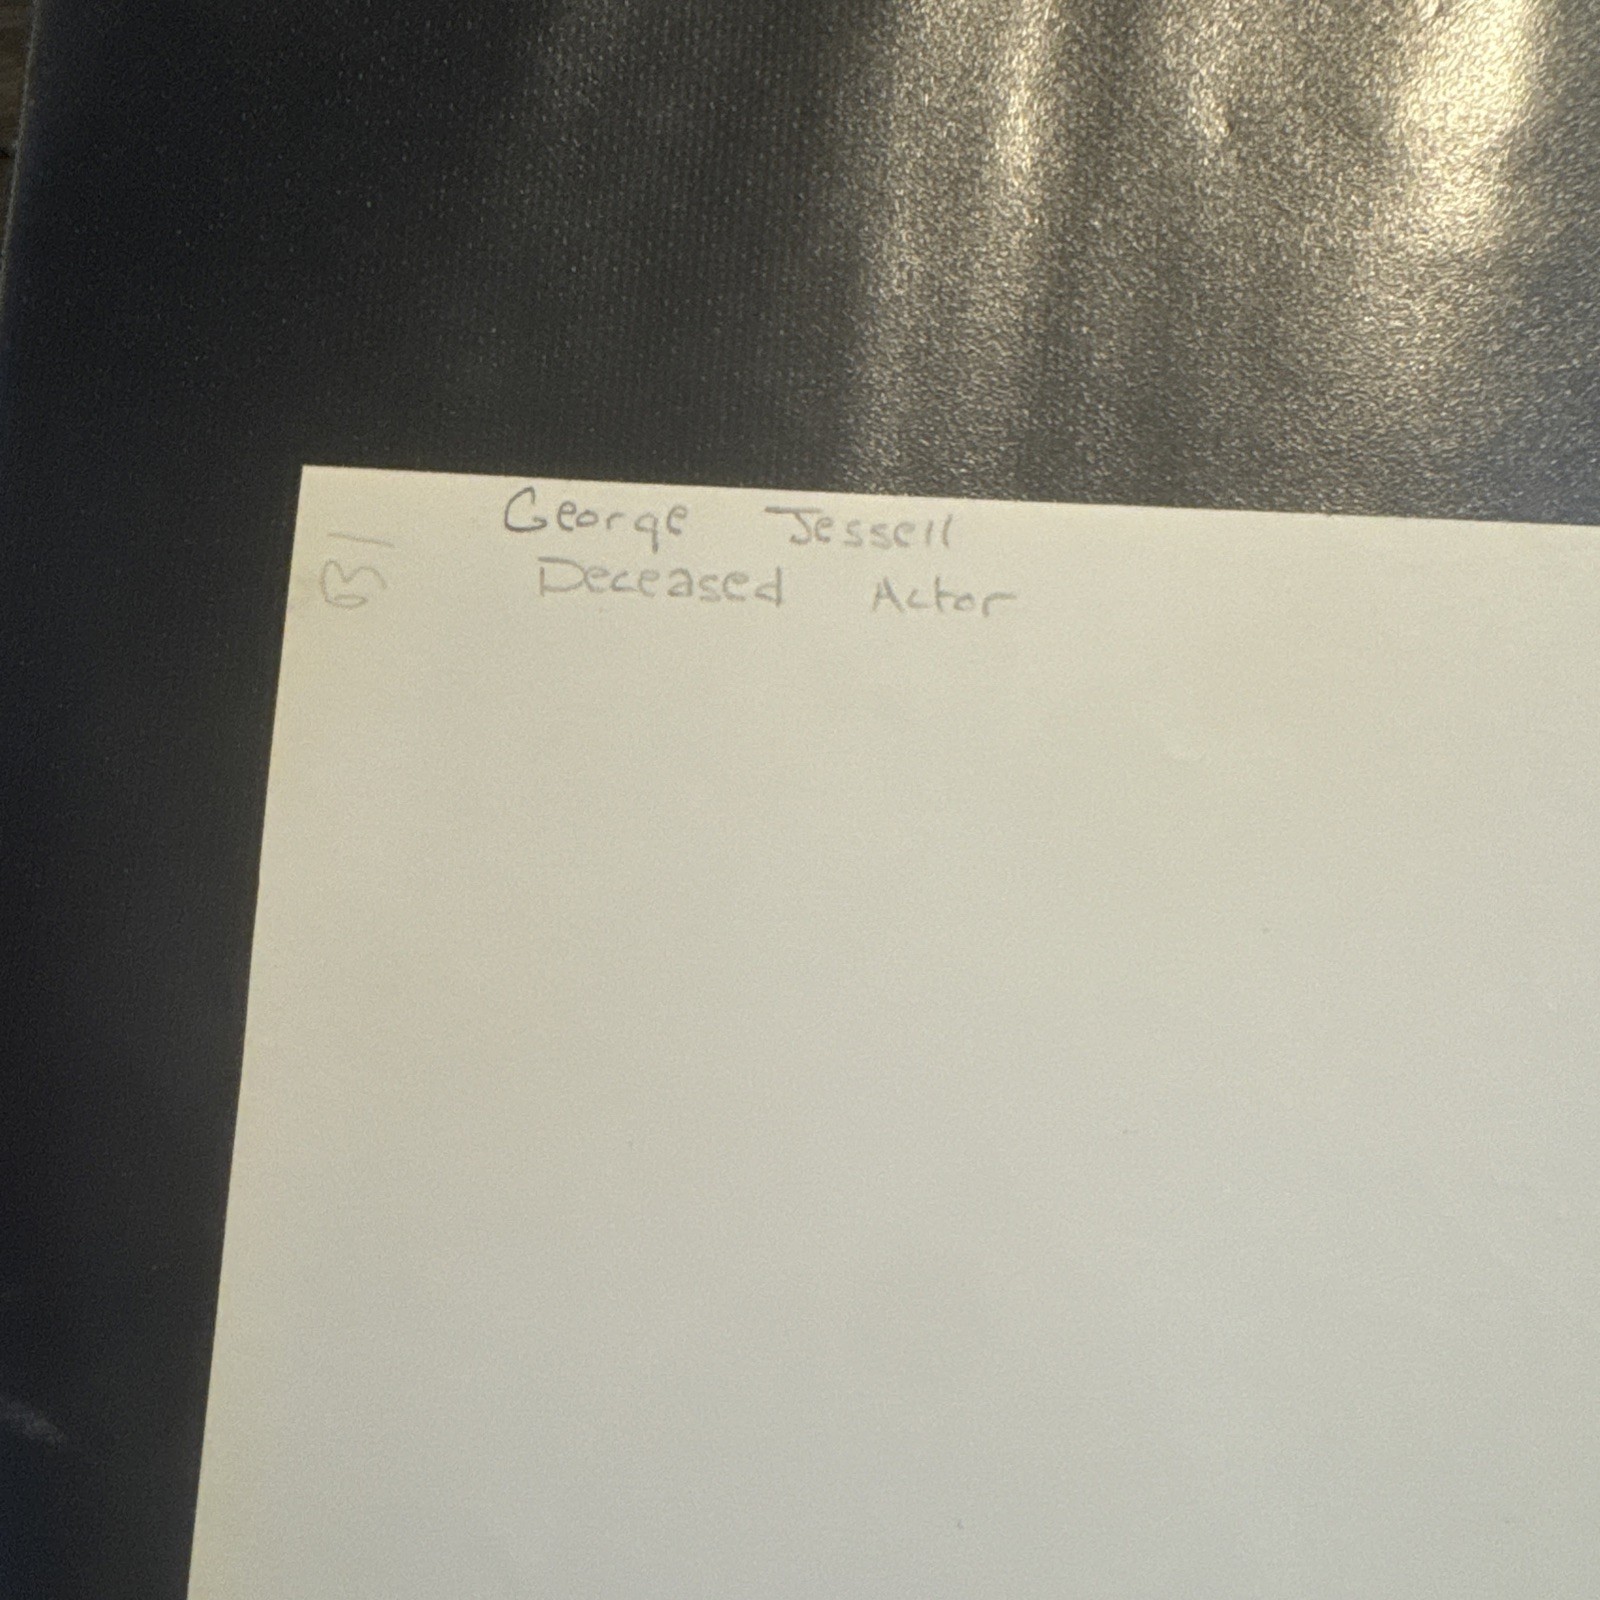 George Jessell
Deceased Actor